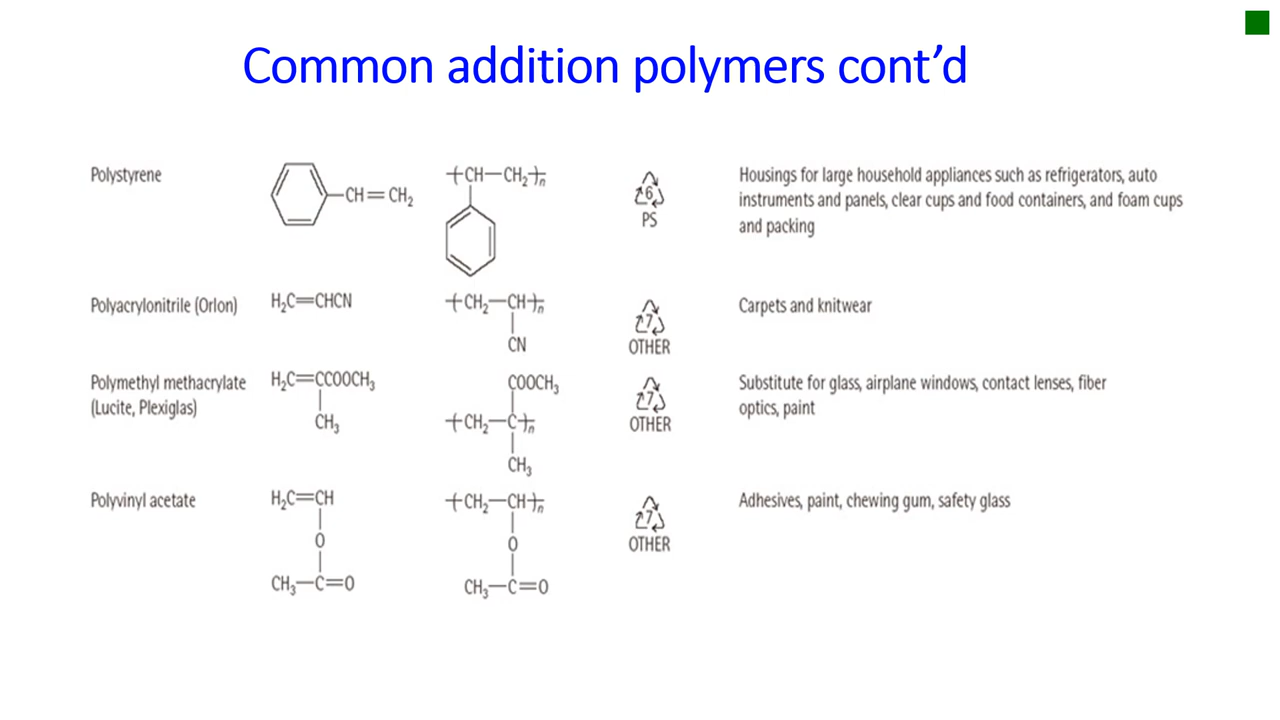 Common addition polymers cont’d
Polystyrene
CH=CH₂
+CH—CH₂+ₙ
6
PS
Housings for large household appliances such as refrigerators, auto
instruments and panels, clear cups and food containers, and foam cups
and packing
Polyacrylonitrile (Orlon)
H₂C=CHCN
+CH₂—CH+ₙ
CN
7
OTHER
Carpets and knitwear
Polymethyl methacrylate
(Lucite, Plexiglas)
H₂C=CCOOCH₃
CH₃
COOCH₃
+CH₂—C+ₙ
CH₃
7
OTHER
Substitute for glass, airplane windows, contact lenses, fiber
optics, paint
Polyvinyl acetate
H₂C=CH
O
CH₃—C=O
+CH₂—CH+ₙ
O
CH₃—C=O
7
OTHER
Adhesives, paint, chewing gum, safety glass